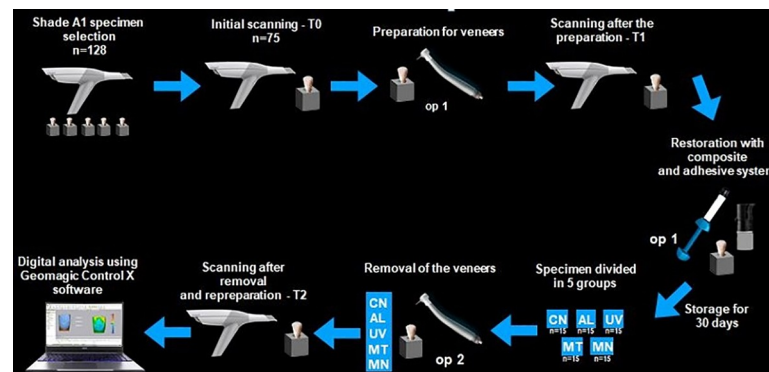 Shade A1 specimen
selection
n=128
Initial scanning - T0
n=75
Preparation for veneers
op 1
Scanning after the
preparation - T1
Restoration with
composite
and adhesive system
op 1
Storage for
30 days
Specimen divided
in 5 groups
CN AL UV
n=15 n=15 n=15
MT MN
n=15 n=15
Removal of the veneers
CN
AL
UV
MT
MN
op 2
Scanning after
removal
and repreparation - T2
Digital analysis using
Geomagic Control X
software